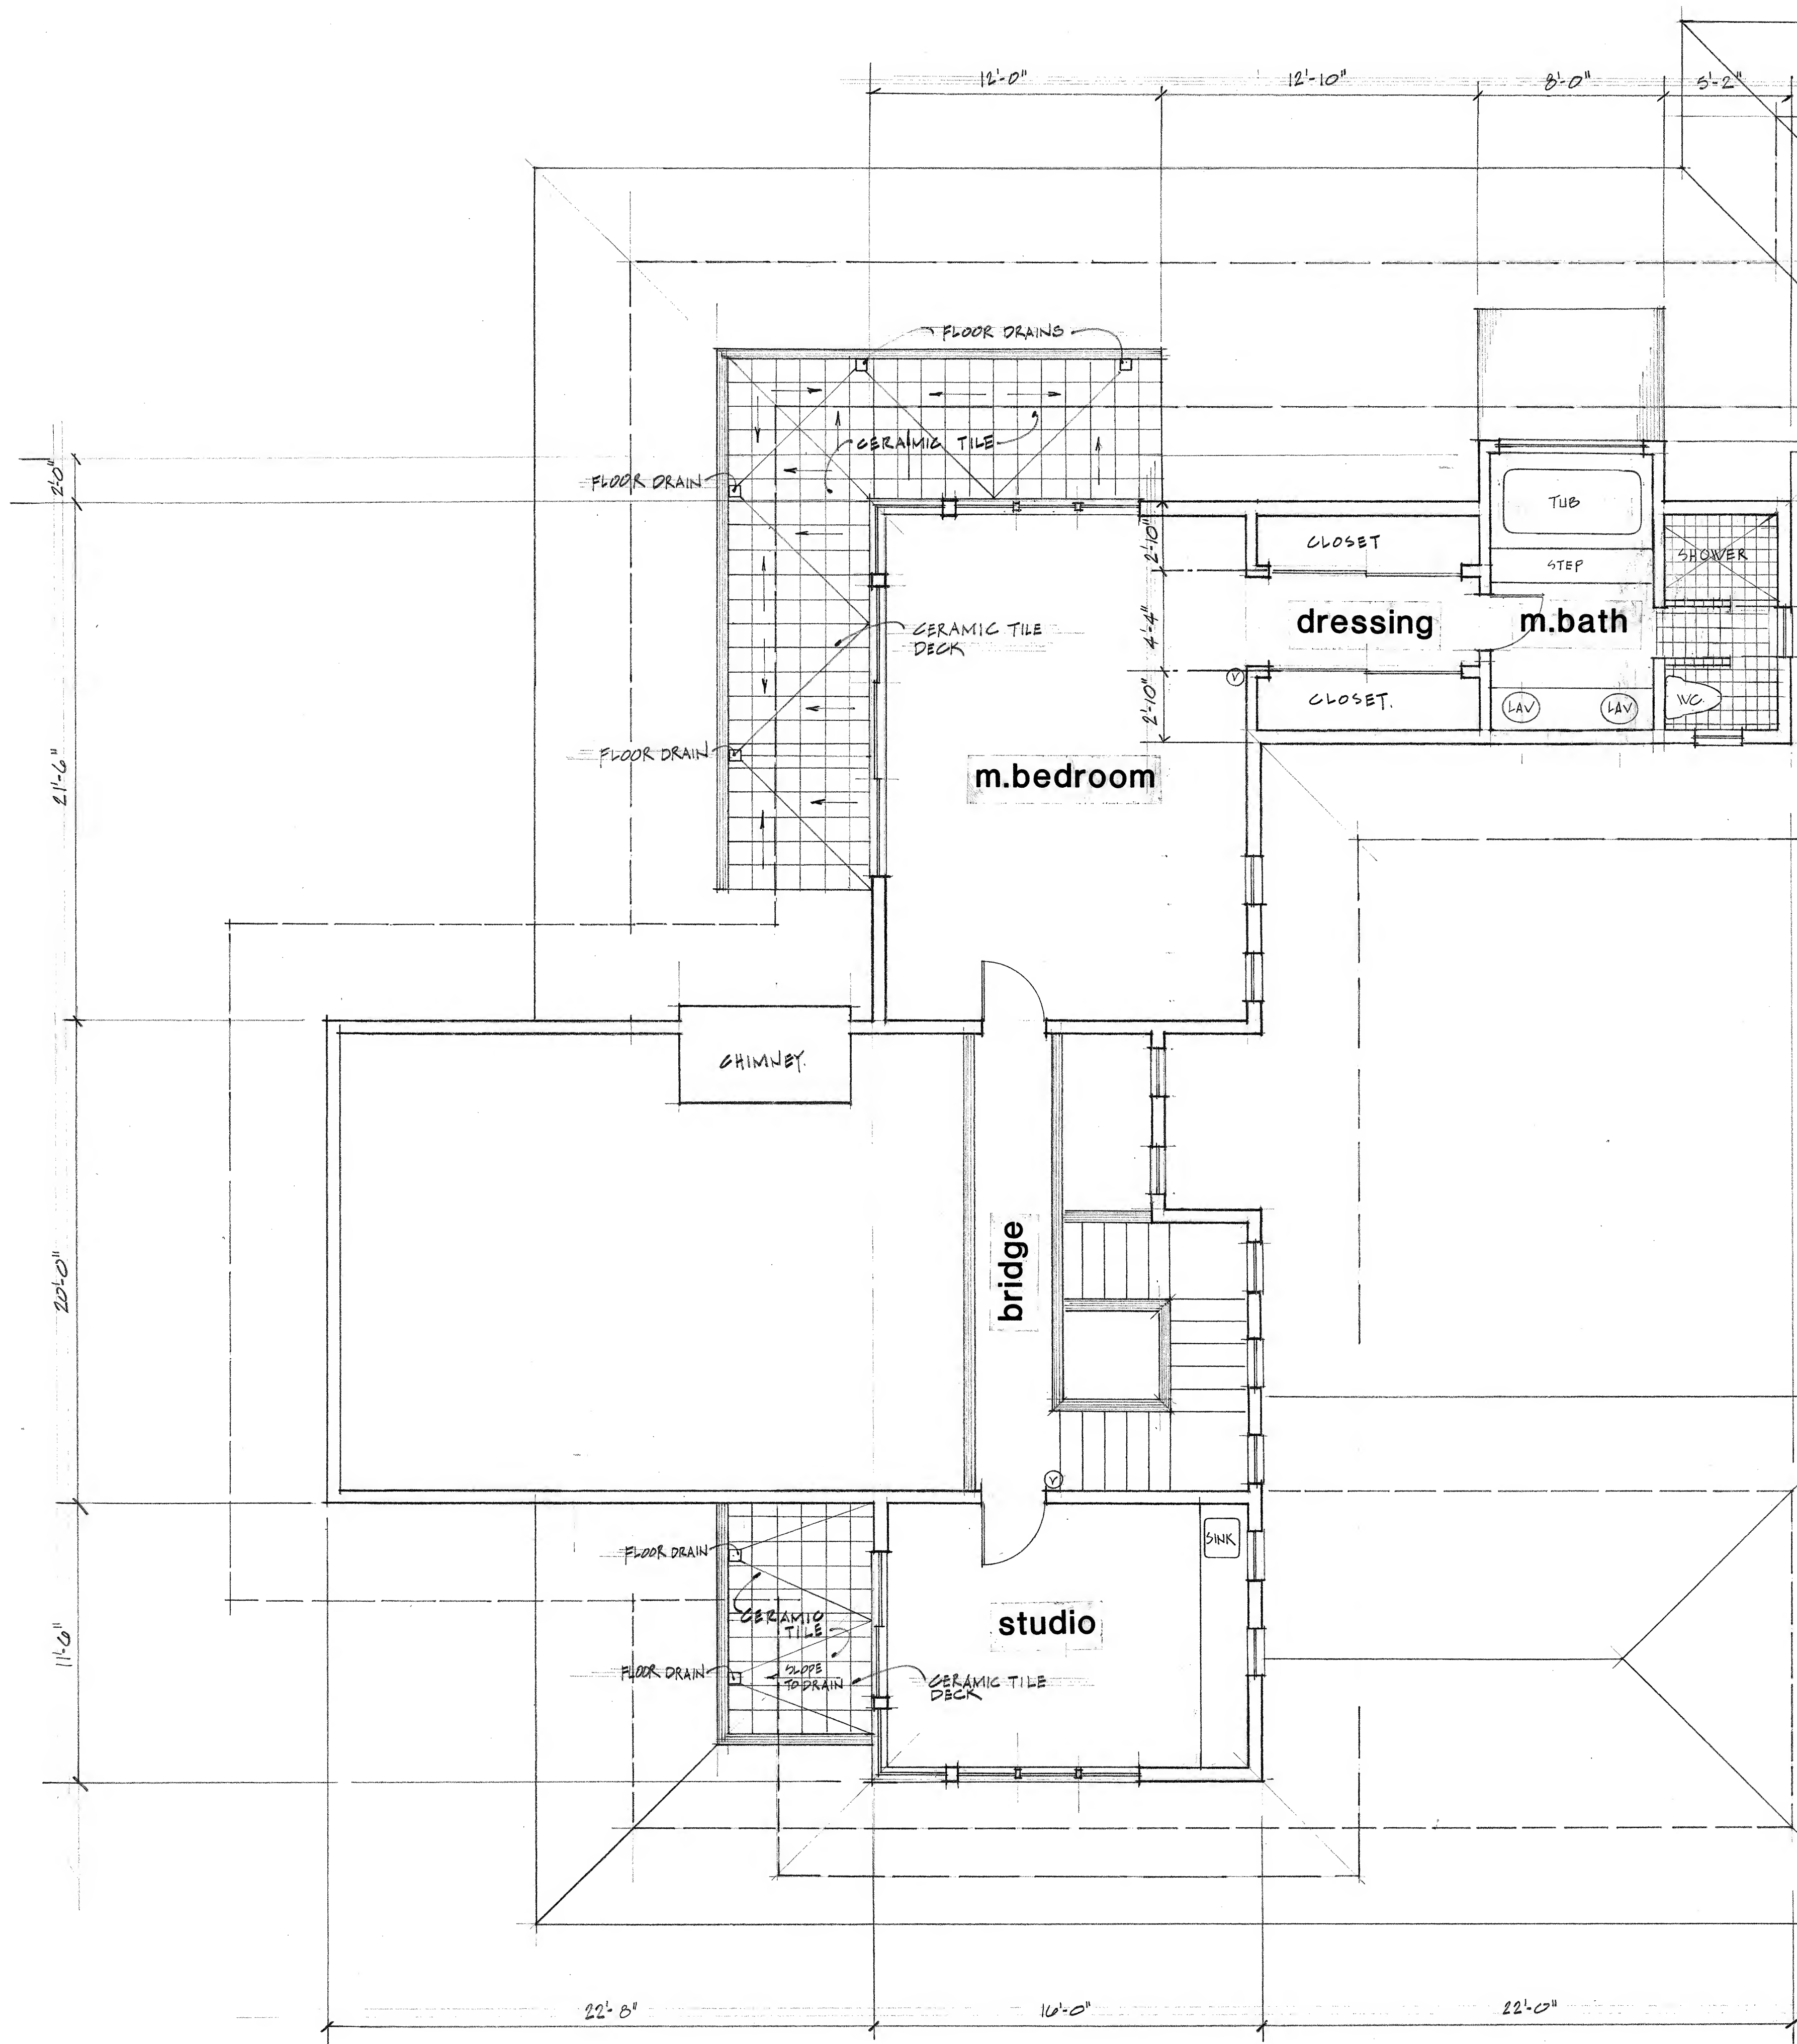 12'-0"
12'-10"
8'-0"
5'-2"
FLOOR DRAINS
CERAMIC TILE
FLOOR DRAIN
2'-0"
TUB
CLOSET
2'-10"
STEP
SHOWER
CERAMIC TILE
DECK
4'-4"
dressing
m.bath
V
2'-10"
CLOSET.
LAV
LAV
WC.
FLOOR DRAIN
m.bedroom
21'-6"
CHIMNEY.
bridge
20'-0"
V
SINK
FLOOR DRAIN
CERAMIC
TILE
studio
11'-6"
FLOOR DRAIN
SLOPE
TO DRAIN
CERAMIC TILE
DECK
22'-8"
16'-0"
22'-0"